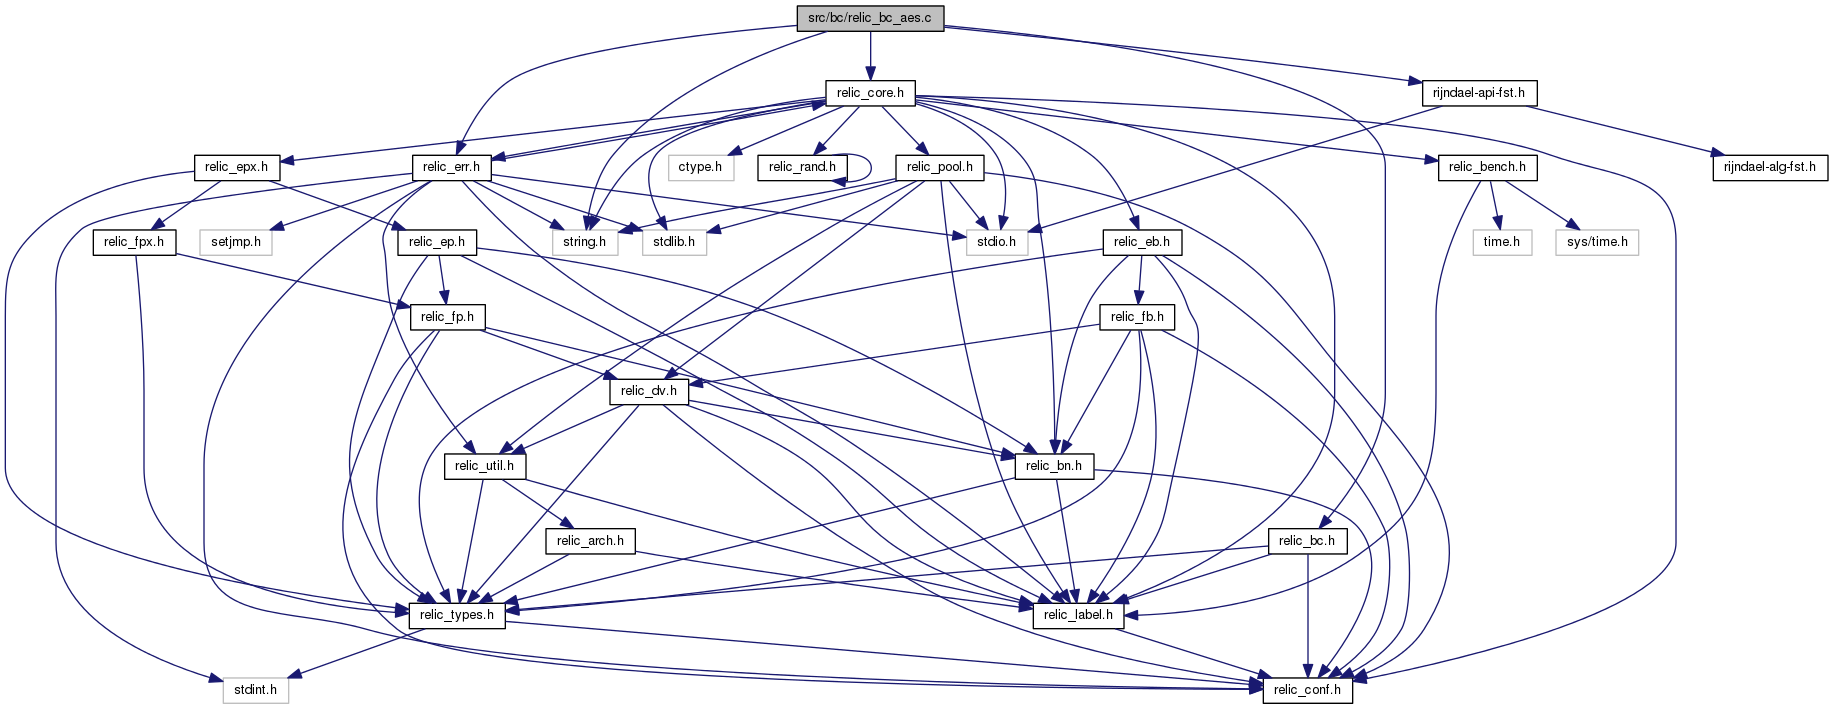 src/bc/relic_bc_aes.c
relic_core.h
rijndael-api-fst.h
relic_epx.h
relic_err.h
ctype.h
relic_rand.h
relic_pool.h
relic_bench.h
rijndael-alg-fst.h
relic_fpx.h
setjmp.h
relic_ep.h
string.h
stdlib.h
stdio.h
relic_eb.h
time.h
sys/time.h
relic_fp.h
relic_fb.h
relic_dv.h
relic_util.h
relic_bn.h
relic_arch.h
relic_bc.h
relic_types.h
relic_label.h
stdint.h
relic_conf.h